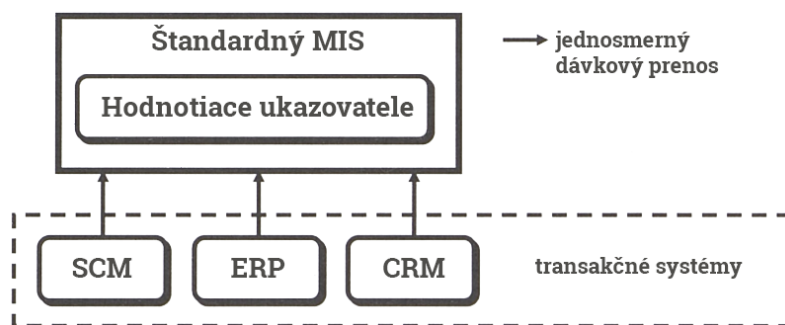 Štandardný MIS
Hodnotiace ukazovatele
jednosmerný
dávkový prenos
SCM
ERP
CRM
transakčné systémy